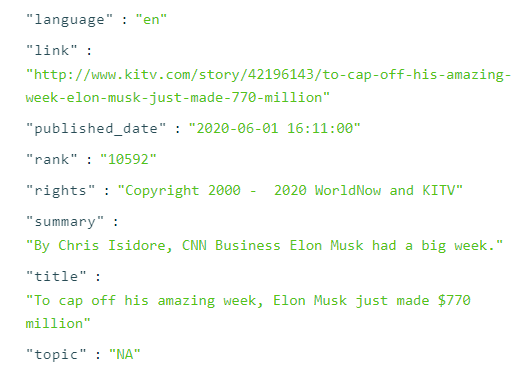 "language" : "en"
"link" :
"http://www.kitv.com/story/42196143/to-cap-off-his-amazing-
week-elon-musk-just-made-770-million"
"published_date" : "2020-06-01 16:11:00"
"rank" : "10592"
"rights" : "Copyright 2000 -  2020 WorldNow and KITV"
"summary" :
"By Chris Isidore, CNN Business Elon Musk had a big week."
"title" :
"To cap off his amazing week, Elon Musk just made $770
million"
"topic" : "NA"